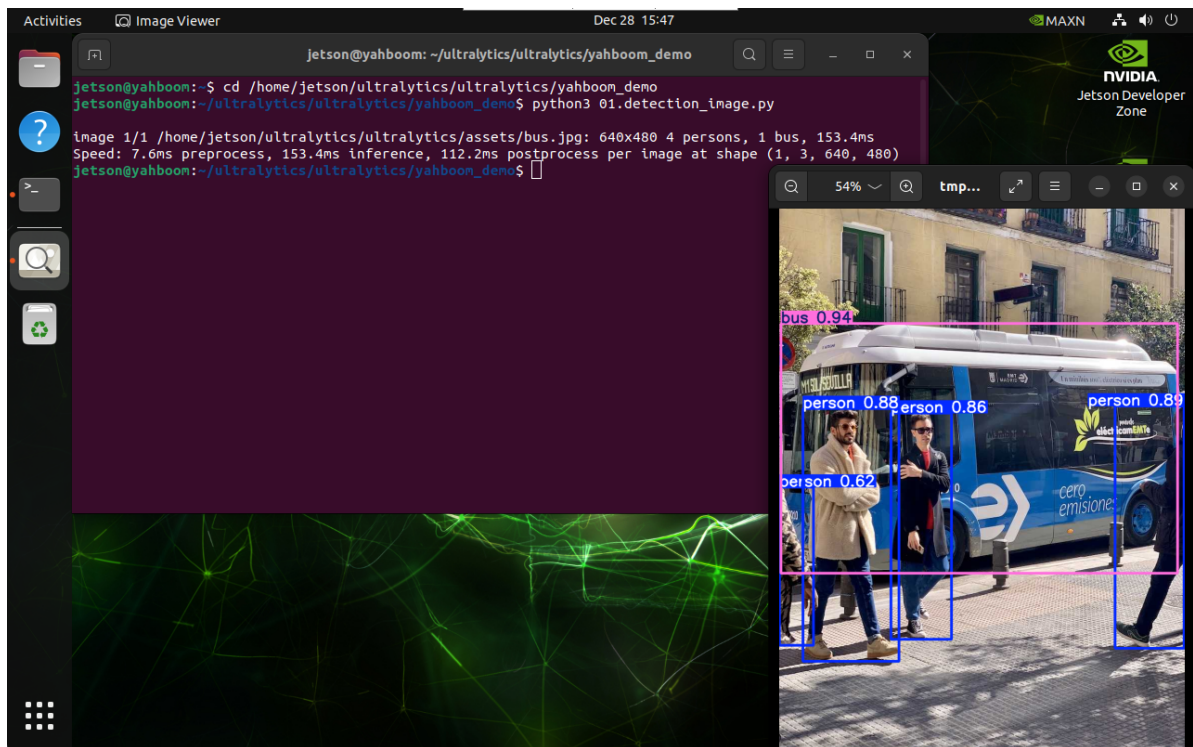 Activities
Image Viewer
Dec 28 15:47
MAXN
jetson@yahboom: ~/ultralytics/ultralytics/yahboom_demo
jetson@yahboom:~$ cd /home/jetson/ultralytics/ultralytics/yahboom_demo
jetson@yahboom:~/ultralytics/ultralytics/yahboom_demo$ python3 01.detection_image.py
image 1/1 /home/jetson/ultralytics/ultralytics/assets/bus.jpg: 640x480 4 persons, 1 bus, 153.4ms
Speed: 7.6ms preprocess, 153.4ms inference, 112.2ms postprocess per image at shape (1, 3, 640, 480)
jetson@yahboom:~/ultralytics/ultralytics/yahboom_demo$
NVIDIA.
Jetson Developer
Zone
54%
tmp...
bus 0.94
person 0.88
person 0.86
person 0.89
eléctricamEMTe
person 0.62
cero
emisiones